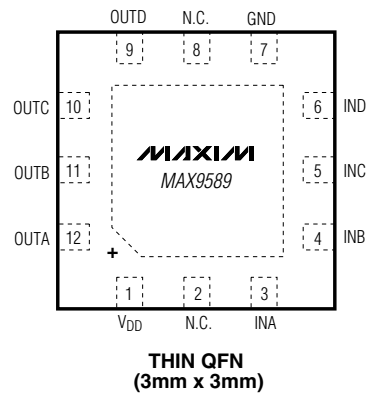 OUTD N.C. GND
9 8 7
OUTC 10 6 IND
MAXIM
MAX9589
OUTB 11 5 INC
OUTA 12 4 INB
+
1 2 3
VDD N.C. INA
THIN QFN
(3mm x 3mm)